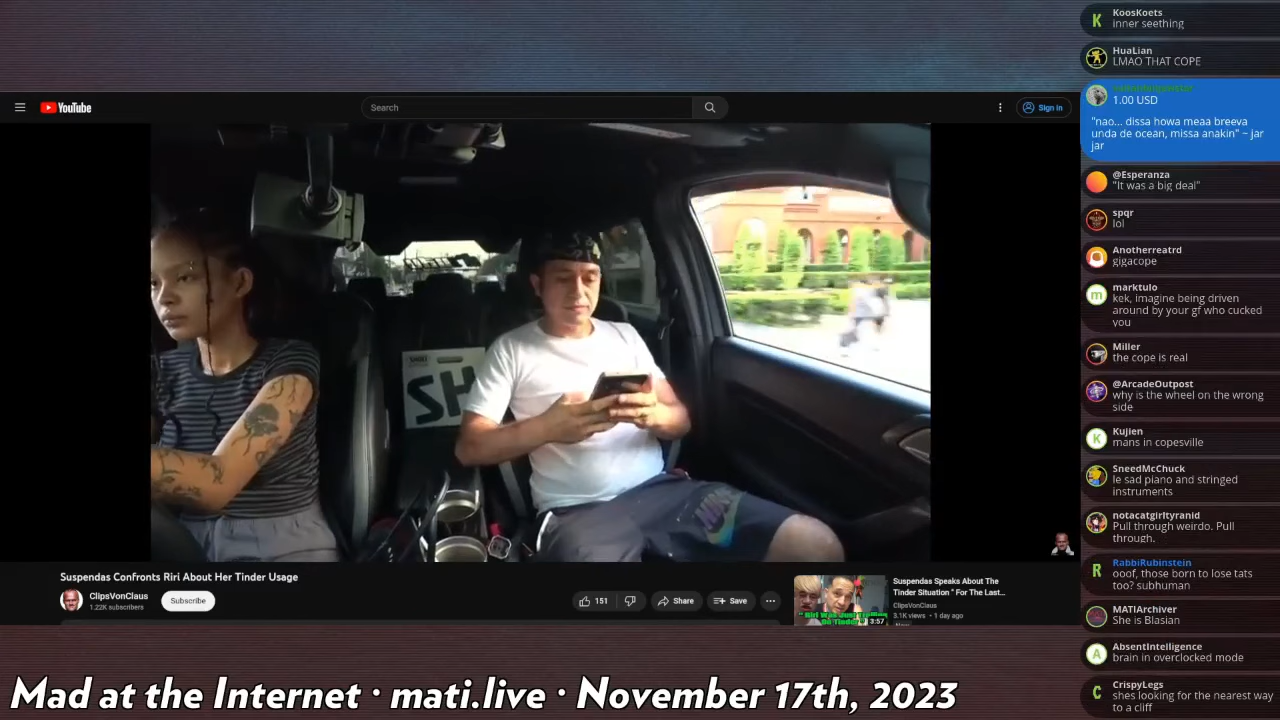 YouTube
Search
Sign in
SHOEI
SH
Suspendas Confronts Riri About Her Tinder Usage
ClipsVonClaus
1.22K subscribers
Subscribe
151
Share
Save
Suspendas Speaks About The
Tinder Situation " For The Last...
ClipsVonClaus
3.1K views • 1 day ago
3:57
Mad at the Internet · mati.live · November 17th, 2023
KoosKoets
inner seething
HuaLian
LMAO THAT COPE
1.00 USD
"nao... dissa howa meaa breeva
unda de ocean, missa anakin" ~ jar
jar
@Esperanza
"It was a big deal"
spqr
lol
Anotherreatrd
gigacope
marktulo
kek, imagine being driven
around by your gf who cucked
you
Miller
the cope is real
@ArcadeOutpost
why is the wheel on the wrong
side
Kujien
mans in copesville
SneedMcChuck
le sad piano and stringed
instruments
notacatgirltyranid
Pull through weirdo. Pull
through.
RabbiRubinstein
ooof, those born to lose tats
too? subhuman
MATIArchiver
She is Blasian
AbsentIntelligence
brain in overclocked mode
CrispyLegs
shes looking for the nearest way
to a cliff